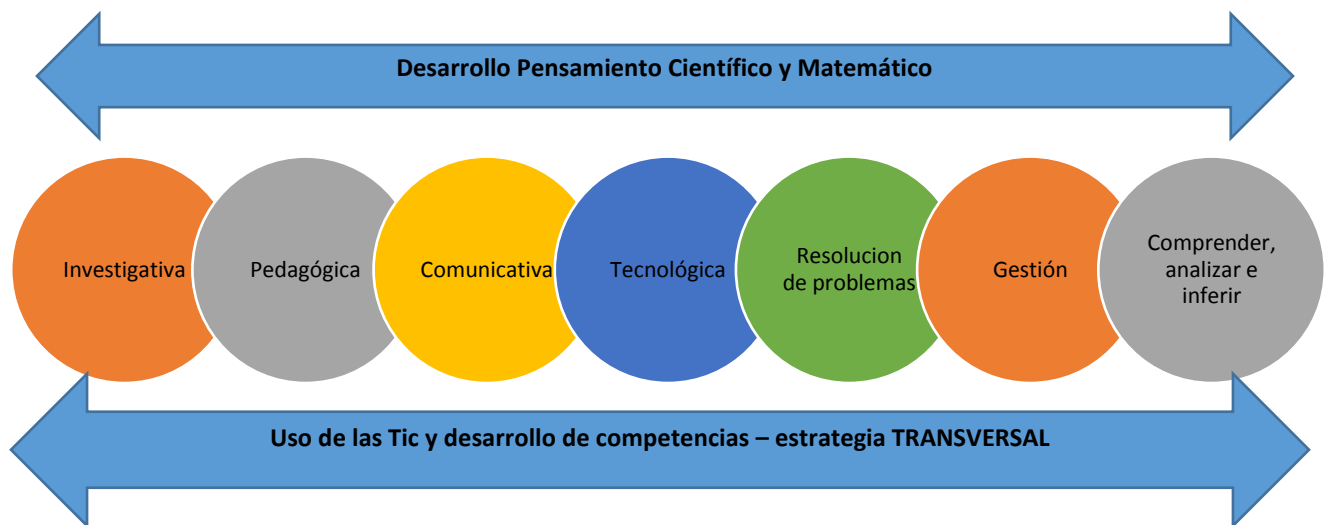 Desarrollo Pensamiento Científico y Matemático
Investigativa
Pedagógica
Comunicativa
Tecnológica
Resolucion
de problemas
Gestión
Comprender,
analizar e
inferir
Uso de las Tic y desarrollo de competencias – estrategia TRANSVERSAL